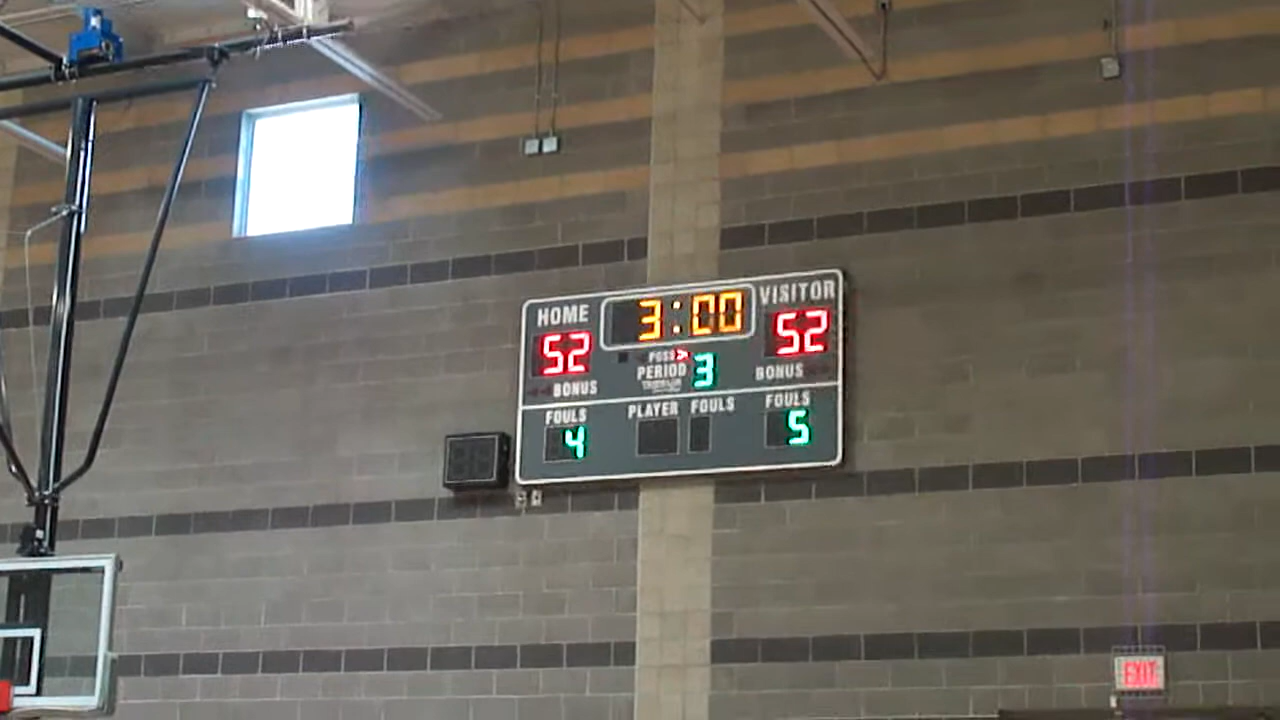 HOME 3:00 VISITOR
52 52
POSS >
PERIOD 3
BONUS BONUS
FOULS PLAYER FOULS FOULS
4 5
EXIT